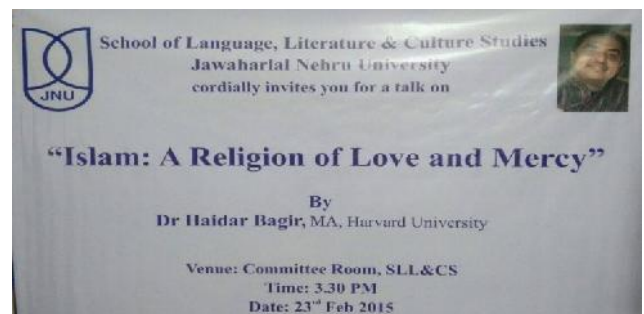 JNU
School of Language, Literature & Culture Studies
Jawaharlal Nehru University
cordially invites you for a talk on
“Islam: A Religion of Love and Mercy”
By
Dr Haidar Bagir, MA, Harvard University
Venue: Committee Room, SLL&CS
Time: 3.30 PM
Date: 23rd Feb 2015